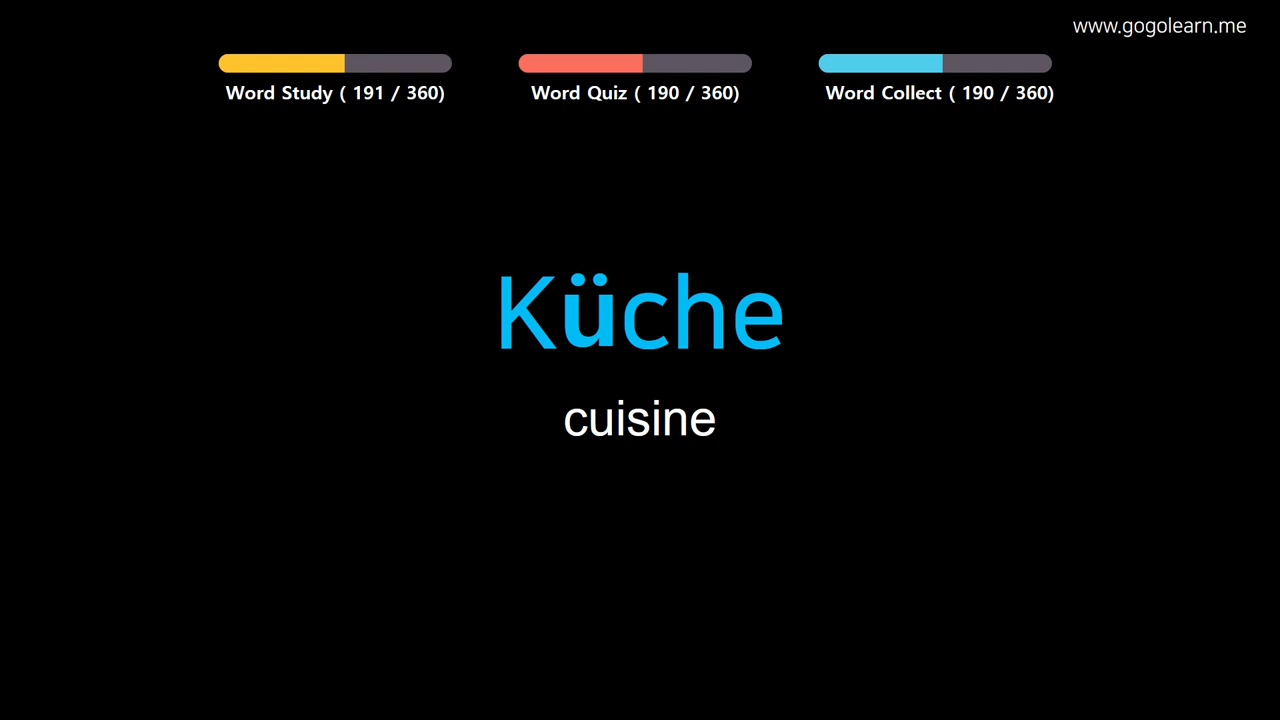 www.gogolearn.me
Word Study ( 191 / 360)
Word Quiz ( 190 / 360)
Word Collect ( 190 / 360)
Küche
cuisine